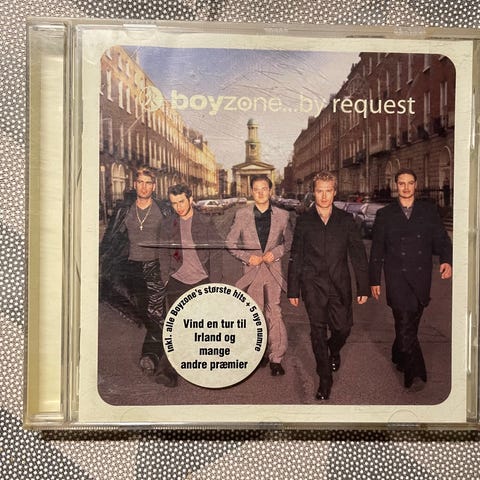 boyzone...by request
Inkl. alle Boyzone's største hits + 5 nye numre
Vind en tur til
Irland og
mange
andre præmier